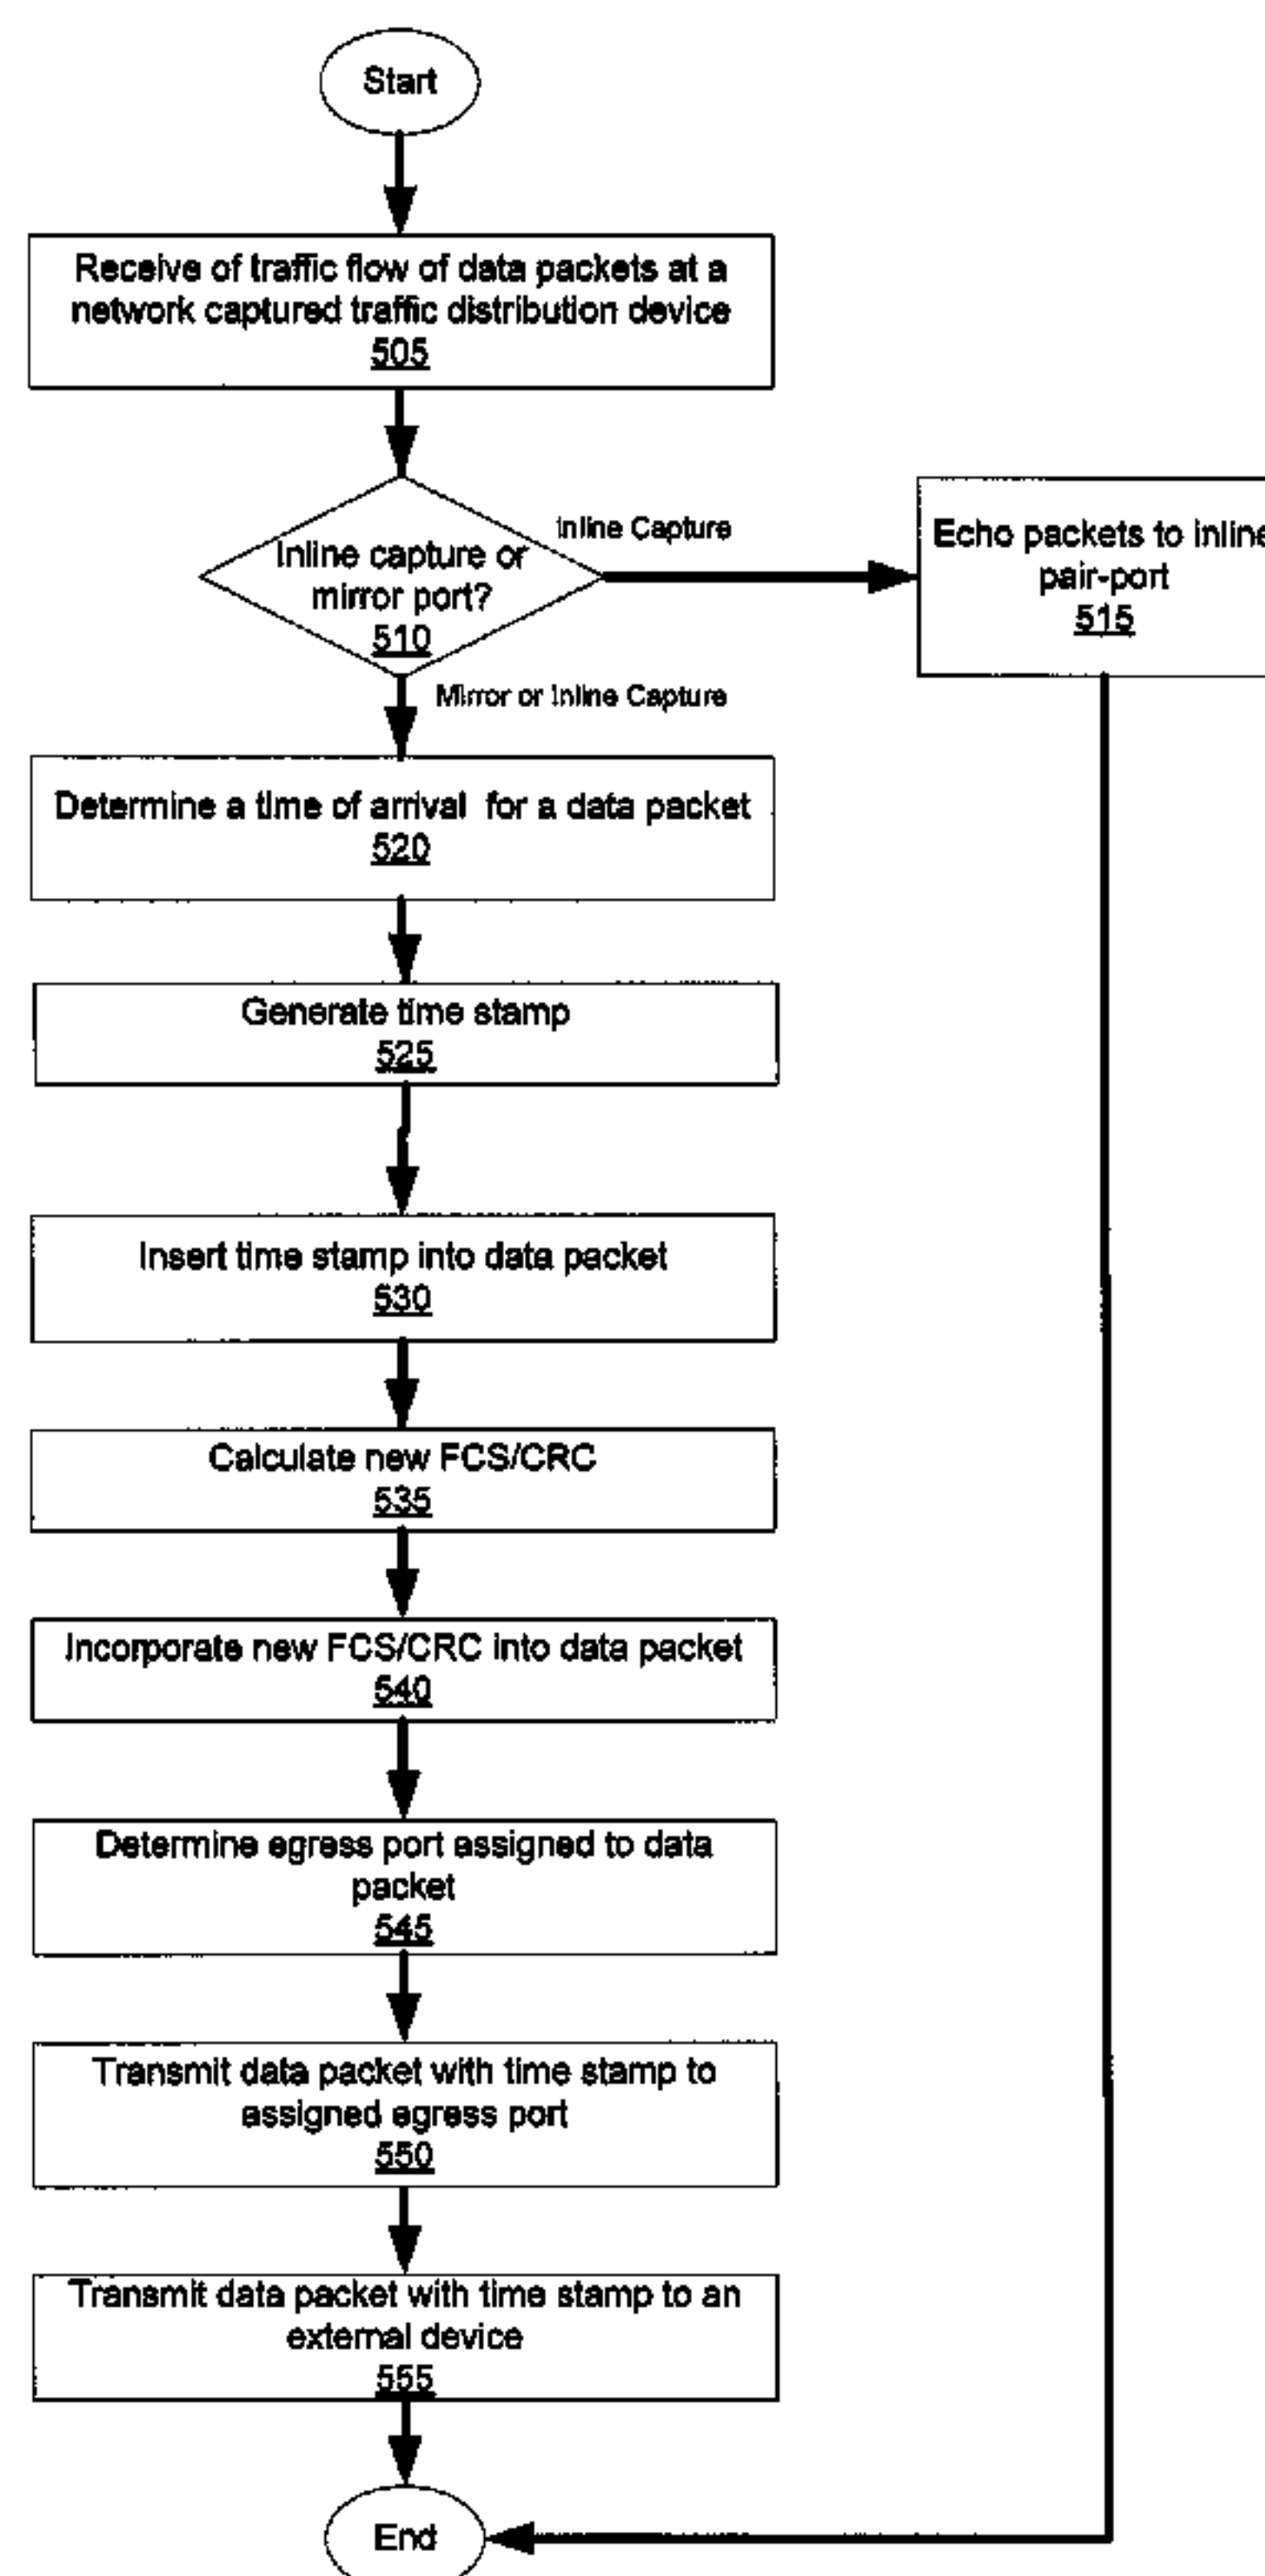 Start
Receive of traffic flow of data packets at a
network captured traffic distribution device
505
Inline capture or
mirror port?
510
Inline Capture
Echo packets to inline
pair-port
515
Mirror or Inline Capture
Determine a time of arrival for a data packet
520
Generate time stamp
525
Insert time stamp into data packet
530
Calculate new FCS/CRC
535
Incorporate new FCS/CRC into data packet
540
Determine egress port assigned to data
packet
545
Transmit data packet with time stamp to
assigned egress port
550
Transmit data packet with time stamp to an
external device
555
End